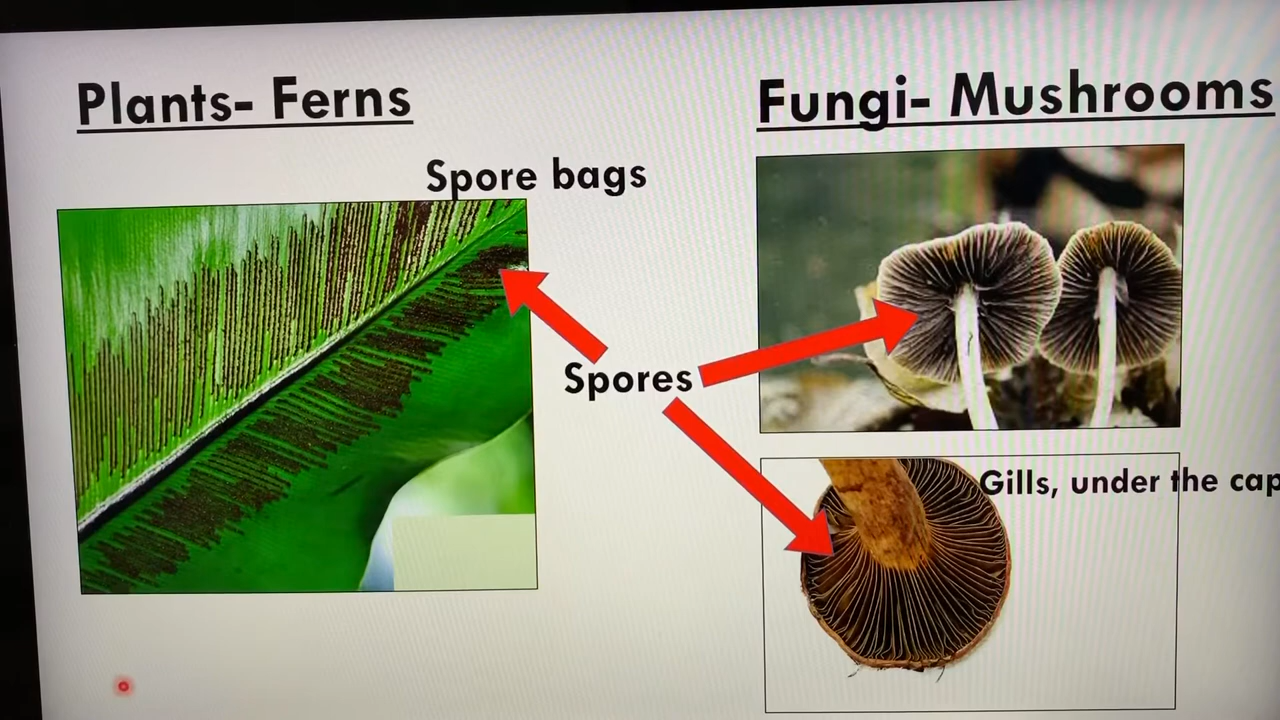 Plants- Ferns
Fungi- Mushrooms
Spore bags
Spores
Gills, under the cap